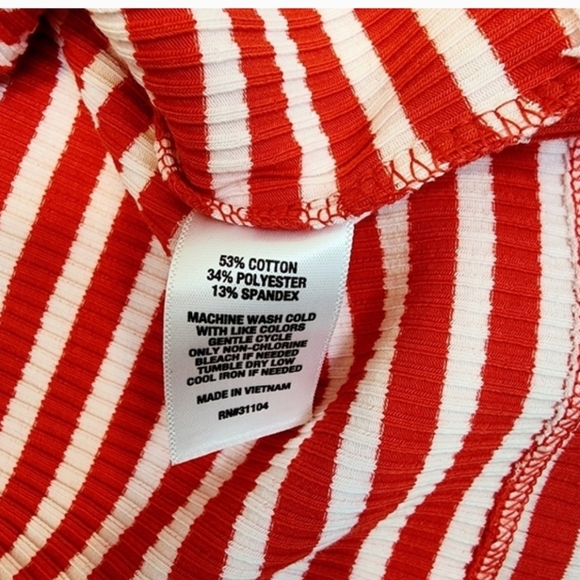 53% COTTON
34% POLYESTER
13% SPANDEX
MACHINE WASH COLD
WITH LIKE COLORS
GENTLE CYCLE
ONLY NON-CHLORINE
BLEACH IF NEEDED
TUMBLE DRY LOW
COOL IRON IF NEEDED
MADE IN VIETNAM
RN#31104